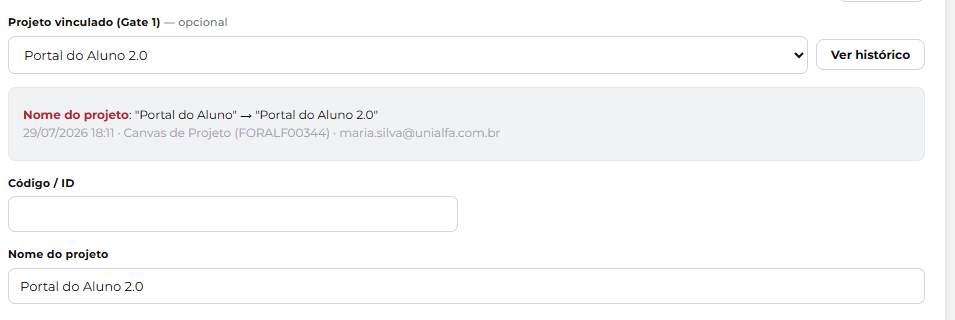 Projeto vinculado (Gate 1) — opcional
Portal do Aluno 2.0
Ver histórico
Nome do projeto: "Portal do Aluno" → "Portal do Aluno 2.0"
29/07/2026 18:11 · Canvas de Projeto (FORALF00344) · maria.silva@unialfa.com.br
Código / ID
Nome do projeto
Portal do Aluno 2.0